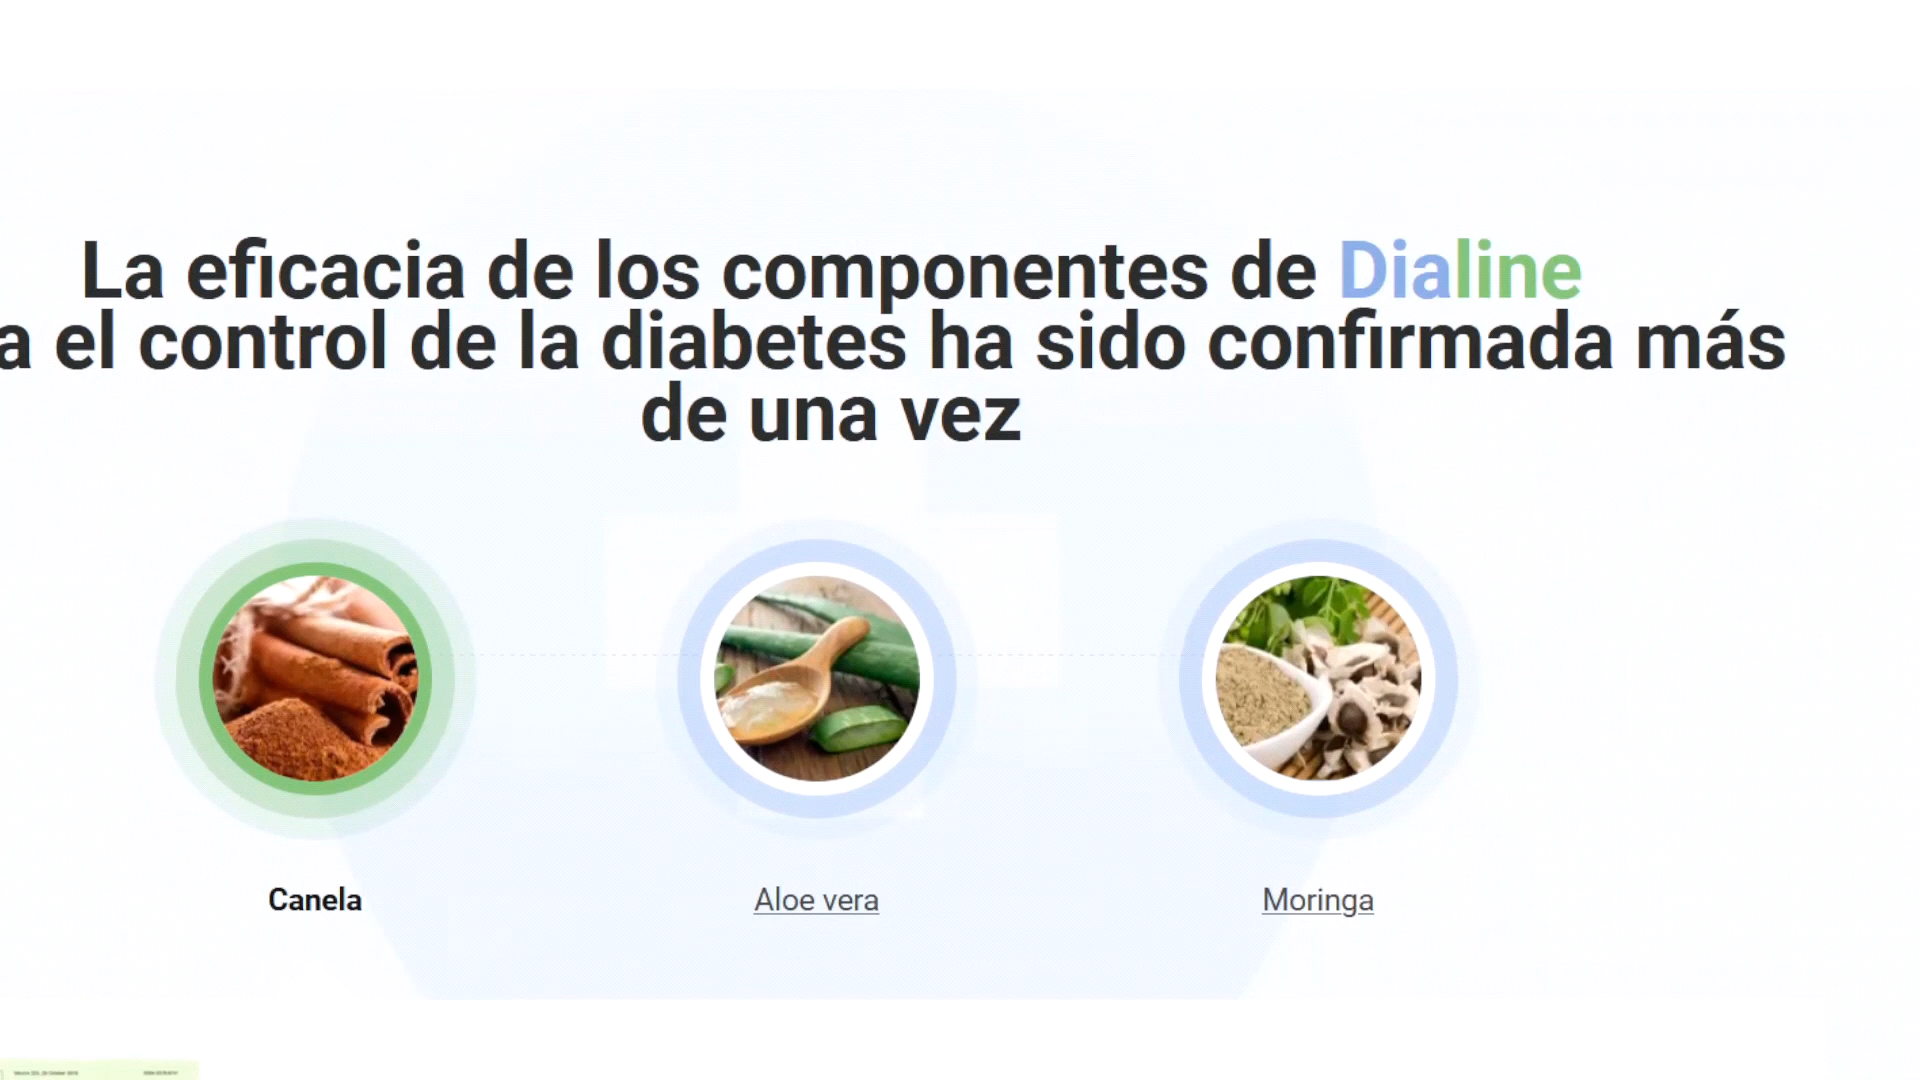 La eficacia de los componentes de Dialine
a el control de la diabetes ha sido confirmada más
de una vez
Canela
Aloe vera
Moringa